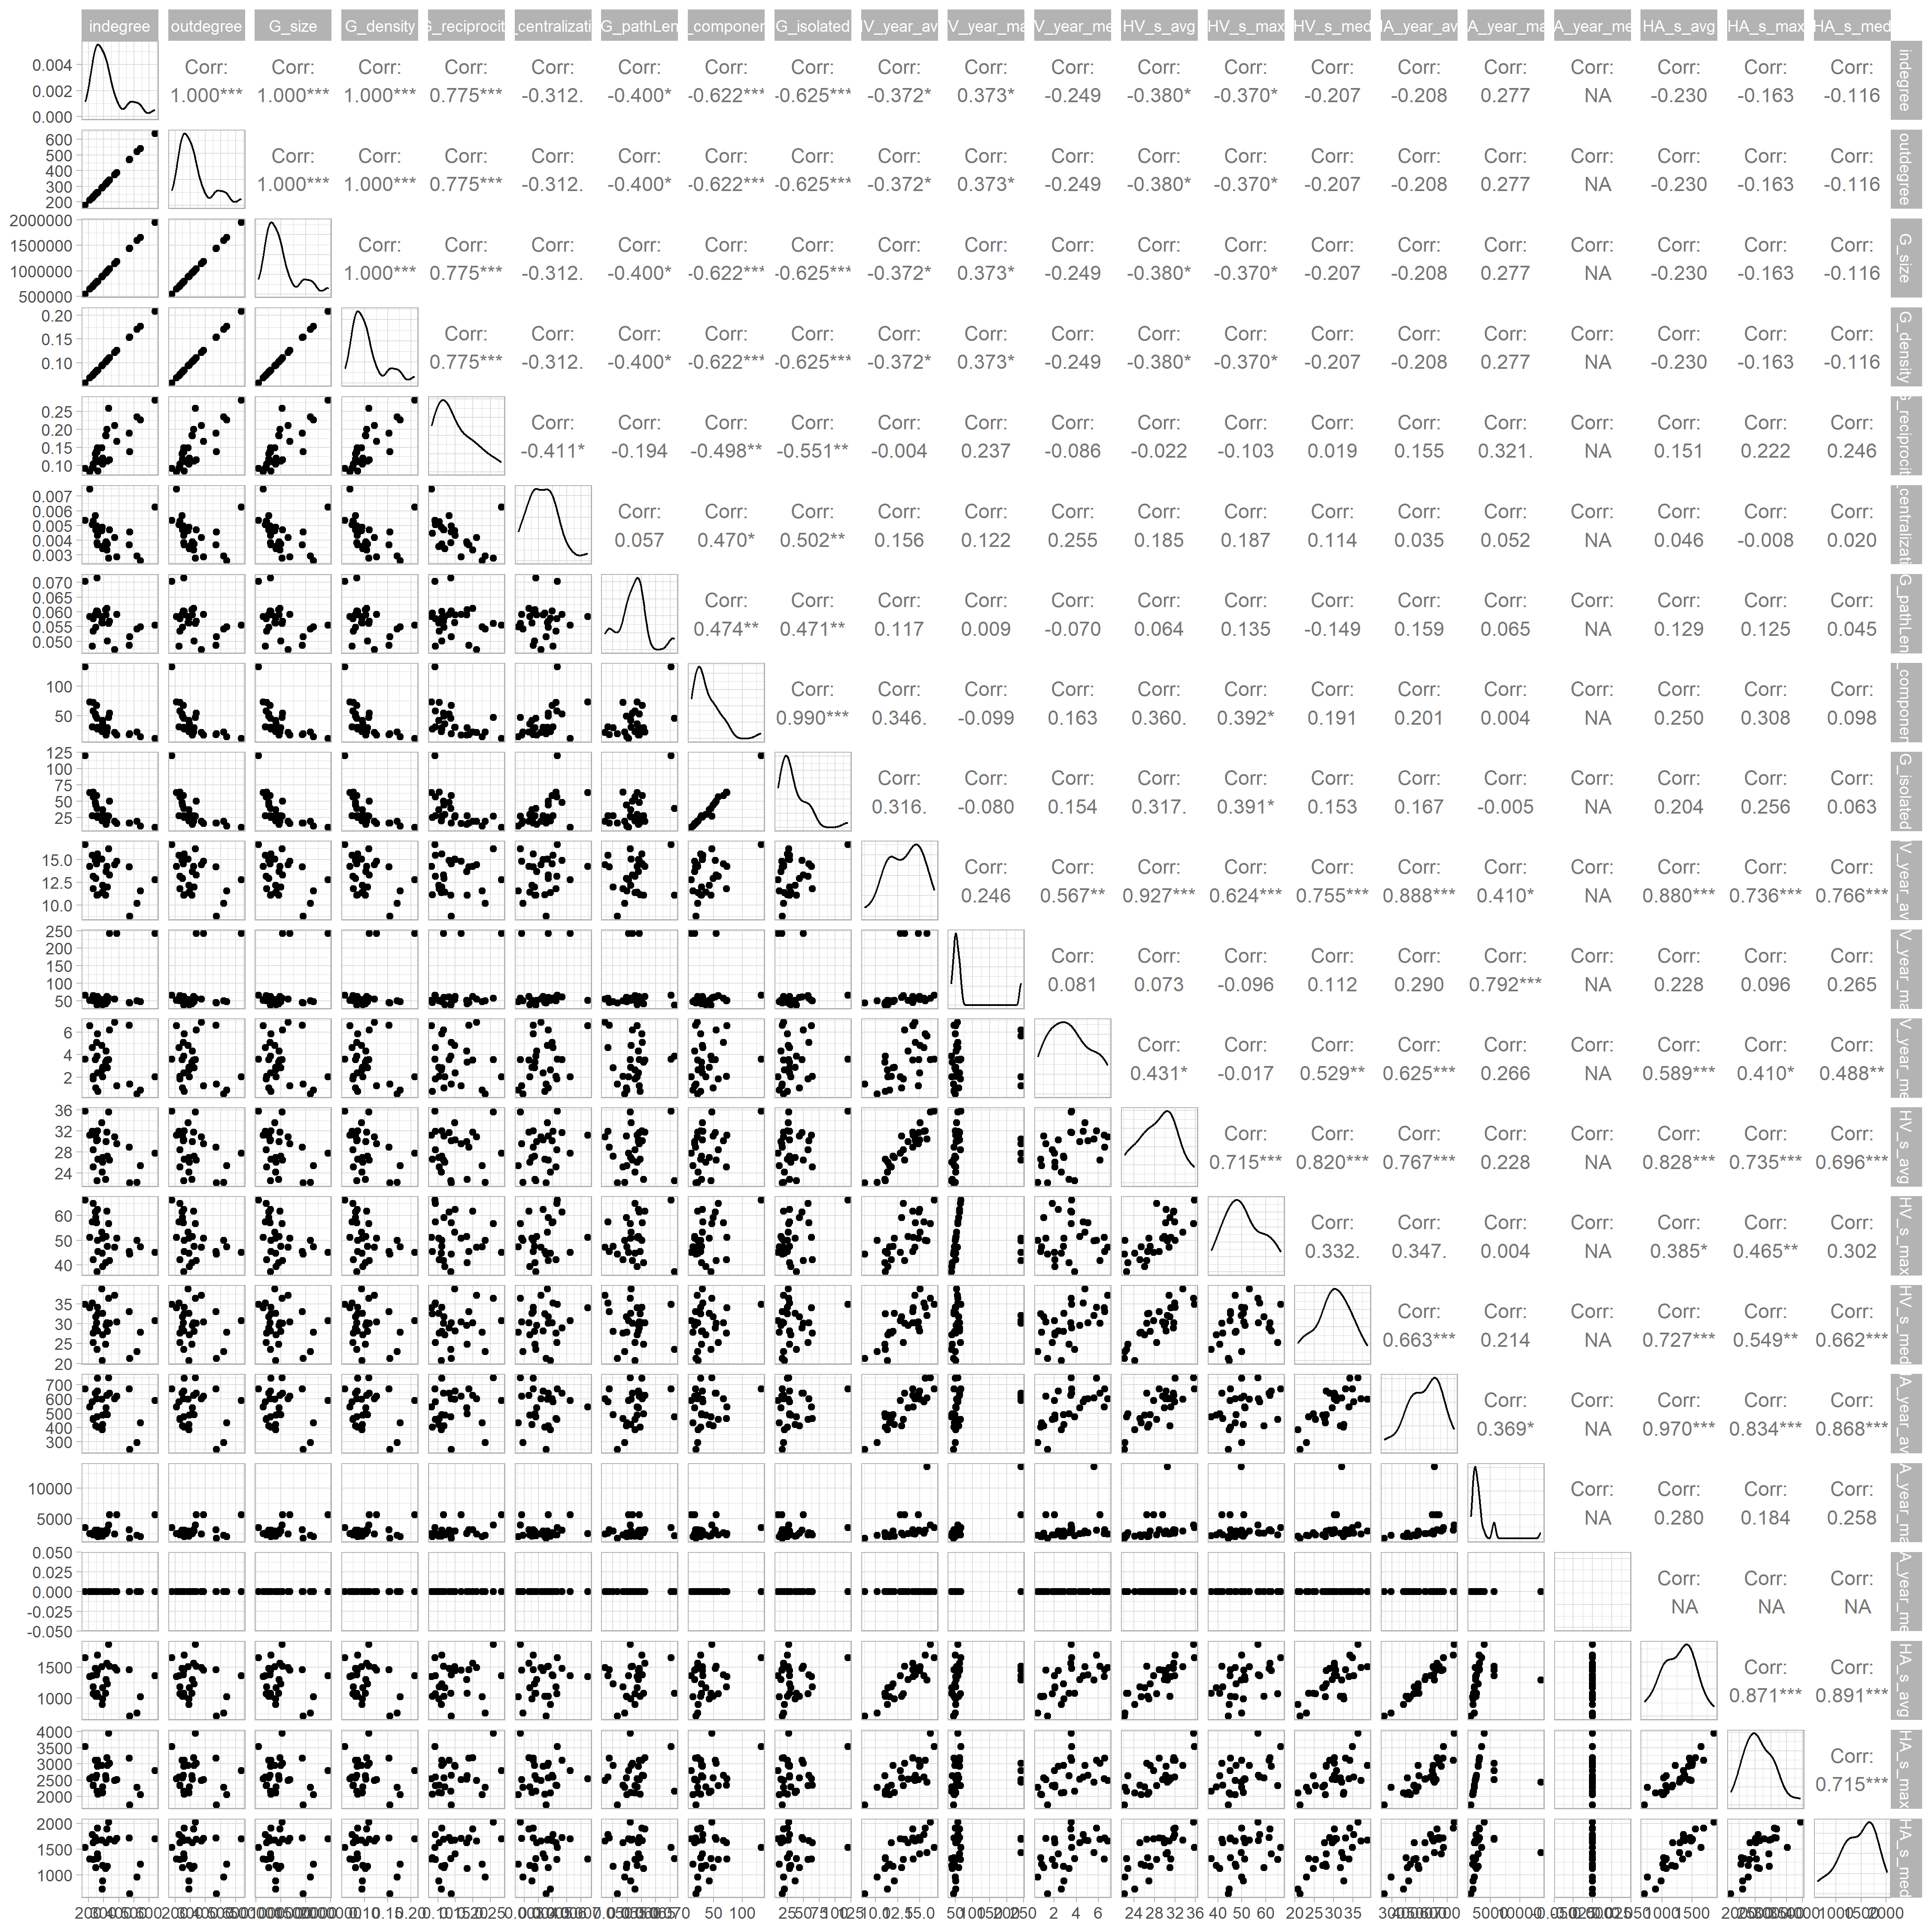 indegree outdegree G_size G_density G_reciprocit _centralizati G_pathLen _componen G_isolated V_year_av V_year_ma V_year_me HV_s_avg HV_s_max HV_s_med A_year_av A_year_ma A_year_me HA_s_avg HA_s_max HA_s_med
0.004 0.002 0.000
Corr: Corr: Corr: Corr: Corr: Corr: Corr: Corr: Corr: Corr: Corr: Corr: Corr: Corr: Corr: Corr: Corr: Corr: Corr: Corr:
1.000*** 1.000*** 1.000*** 0.775*** -0.312. -0.400* -0.622*** -0.625*** -0.372* 0.373* -0.249 -0.380* -0.370* -0.207 -0.208 0.277 NA -0.230 -0.163 -0.116
indegree
600 500 400 300 200
Corr: Corr: Corr: Corr: Corr: Corr: Corr: Corr: Corr: Corr: Corr: Corr: Corr: Corr: Corr: Corr: Corr: Corr: Corr:
1.000*** 1.000*** 0.775*** -0.312. -0.400* -0.622*** -0.625*** -0.372* 0.373* -0.249 -0.380* -0.370* -0.207 -0.208 0.277 NA -0.230 -0.163 -0.116
outdegree
2000000 1500000 1000000 500000
Corr: Corr: Corr: Corr: Corr: Corr: Corr: Corr: Corr: Corr: Corr: Corr: Corr: Corr: Corr: Corr: Corr: Corr:
1.000*** 0.775*** -0.312. -0.400* -0.622*** -0.625*** -0.372* 0.373* -0.249 -0.380* -0.370* -0.207 -0.208 0.277 NA -0.230 -0.163 -0.116
G_size
0.20 0.15 0.10
Corr: Corr: Corr: Corr: Corr: Corr: Corr: Corr: Corr: Corr: Corr: Corr: Corr: Corr: Corr: Corr: Corr:
0.775*** -0.312. -0.400* -0.622*** -0.625*** -0.372* 0.373* -0.249 -0.380* -0.370* -0.207 -0.208 0.277 NA -0.230 -0.163 -0.116
G_density
0.25 0.20 0.15 0.10
Corr: Corr: Corr: Corr: Corr: Corr: Corr: Corr: Corr: Corr: Corr: Corr: Corr: Corr: Corr: Corr:
-0.411* -0.194 -0.498** -0.551** -0.004 0.237 -0.086 -0.022 -0.103 0.019 0.155 0.321. NA 0.151 0.222 0.246
_reciprocit
0.007 0.006 0.005 0.004 0.003
Corr: Corr: Corr: Corr: Corr: Corr: Corr: Corr: Corr: Corr: Corr: Corr: Corr: Corr: Corr:
0.057 0.470* 0.502** 0.156 0.122 0.255 0.185 0.187 0.114 0.035 0.052 NA 0.046 -0.008 0.020
_centralizati
0.070 0.065 0.060 0.055 0.050
Corr: Corr: Corr: Corr: Corr: Corr: Corr: Corr: Corr: Corr: Corr: Corr: Corr: Corr:
0.474** 0.471** 0.117 0.009 -0.070 0.064 0.135 -0.149 0.159 0.065 NA 0.129 0.125 0.045
G_pathLen
100 50
Corr: Corr: Corr: Corr: Corr: Corr: Corr: Corr: Corr: Corr: Corr: Corr: Corr:
0.990*** 0.346. -0.099 0.163 0.360. 0.392* 0.191 0.201 0.004 NA 0.250 0.308 0.098
_componen
125 100 75 50 25
Corr: Corr: Corr: Corr: Corr: Corr: Corr: Corr: Corr: Corr: Corr: Corr:
0.316. -0.080 0.154 0.317. 0.391* 0.153 0.167 -0.005 NA 0.204 0.256 0.063
G_isolated
15.0 12.5 10.0
Corr: Corr: Corr: Corr: Corr: Corr: Corr: Corr: Corr: Corr: Corr:
0.246 0.567** 0.927*** 0.624*** 0.755*** 0.888*** 0.410* NA 0.880*** 0.736*** 0.766***
V_year_av
250 200 150 100 50
Corr: Corr: Corr: Corr: Corr: Corr: Corr: Corr: Corr: Corr:
0.081 0.073 -0.096 0.112 0.290 0.792*** NA 0.228 0.096 0.265
V_year_ma
6 4 2
Corr: Corr: Corr: Corr: Corr: Corr: Corr: Corr: Corr:
0.431* -0.017 0.529** 0.625*** 0.266 NA 0.589*** 0.410* 0.488**
V_year_me
36 32 28 24
Corr: Corr: Corr: Corr: Corr: Corr: Corr: Corr:
0.715*** 0.820*** 0.767*** 0.228 NA 0.828*** 0.735*** 0.696***
HV_s_avg
60 50 40
Corr: Corr: Corr: Corr: Corr: Corr: Corr:
0.332. 0.347. 0.004 NA 0.385* 0.465** 0.302
HV_s_max
35 30 25 20
Corr: Corr: Corr: Corr: Corr: Corr:
0.663*** 0.214 NA 0.727*** 0.549** 0.662***
HV_s_med
700 600 500 400 300
Corr: Corr: Corr: Corr: Corr:
0.369* NA 0.970*** 0.834*** 0.868***
A_year_av
10000 5000
Corr: Corr: Corr: Corr:
NA 0.280 0.184 0.258
A_year_ma
0.050 0.025 0.000 -0.025 -0.050
Corr: Corr: Corr:
NA NA NA
A_year_me
1500 1000
Corr: Corr:
0.871*** 0.891***
HA_s_avg
4000 3500 3000 2500 2000
Corr:
0.715***
HA_s_max
2000 1500 1000
HA_s_med
50 100 10.0 12.5 15.0 2 4 6 24 28 32 36 40 50 60 20 25 30 35 1000 1500 1000 1500 2000